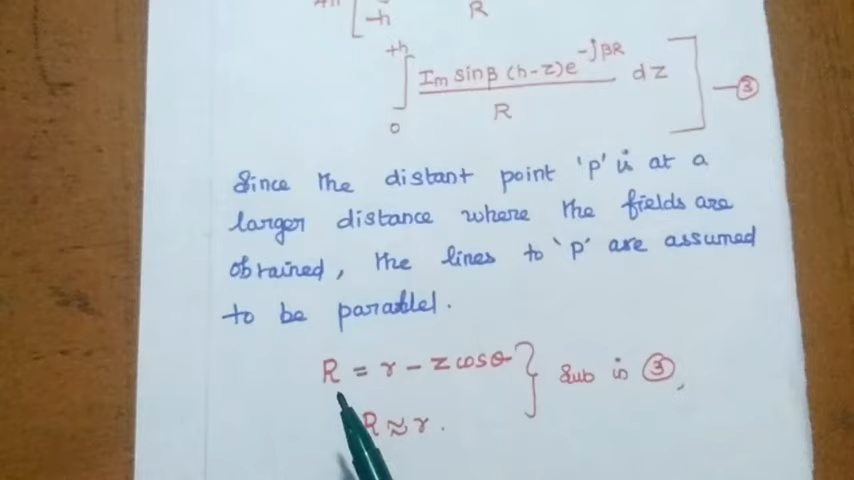 -h R
+h
∫ Im sinβ (h-z)e^-jβR / R dz ] — ③
0
Since the distant point 'p' is at a
larger distance where the fields are
obtained, the lines to 'p' are assumed
to be parallel.
R = r - z cosθ } Sub in ③,
R ≈ r.